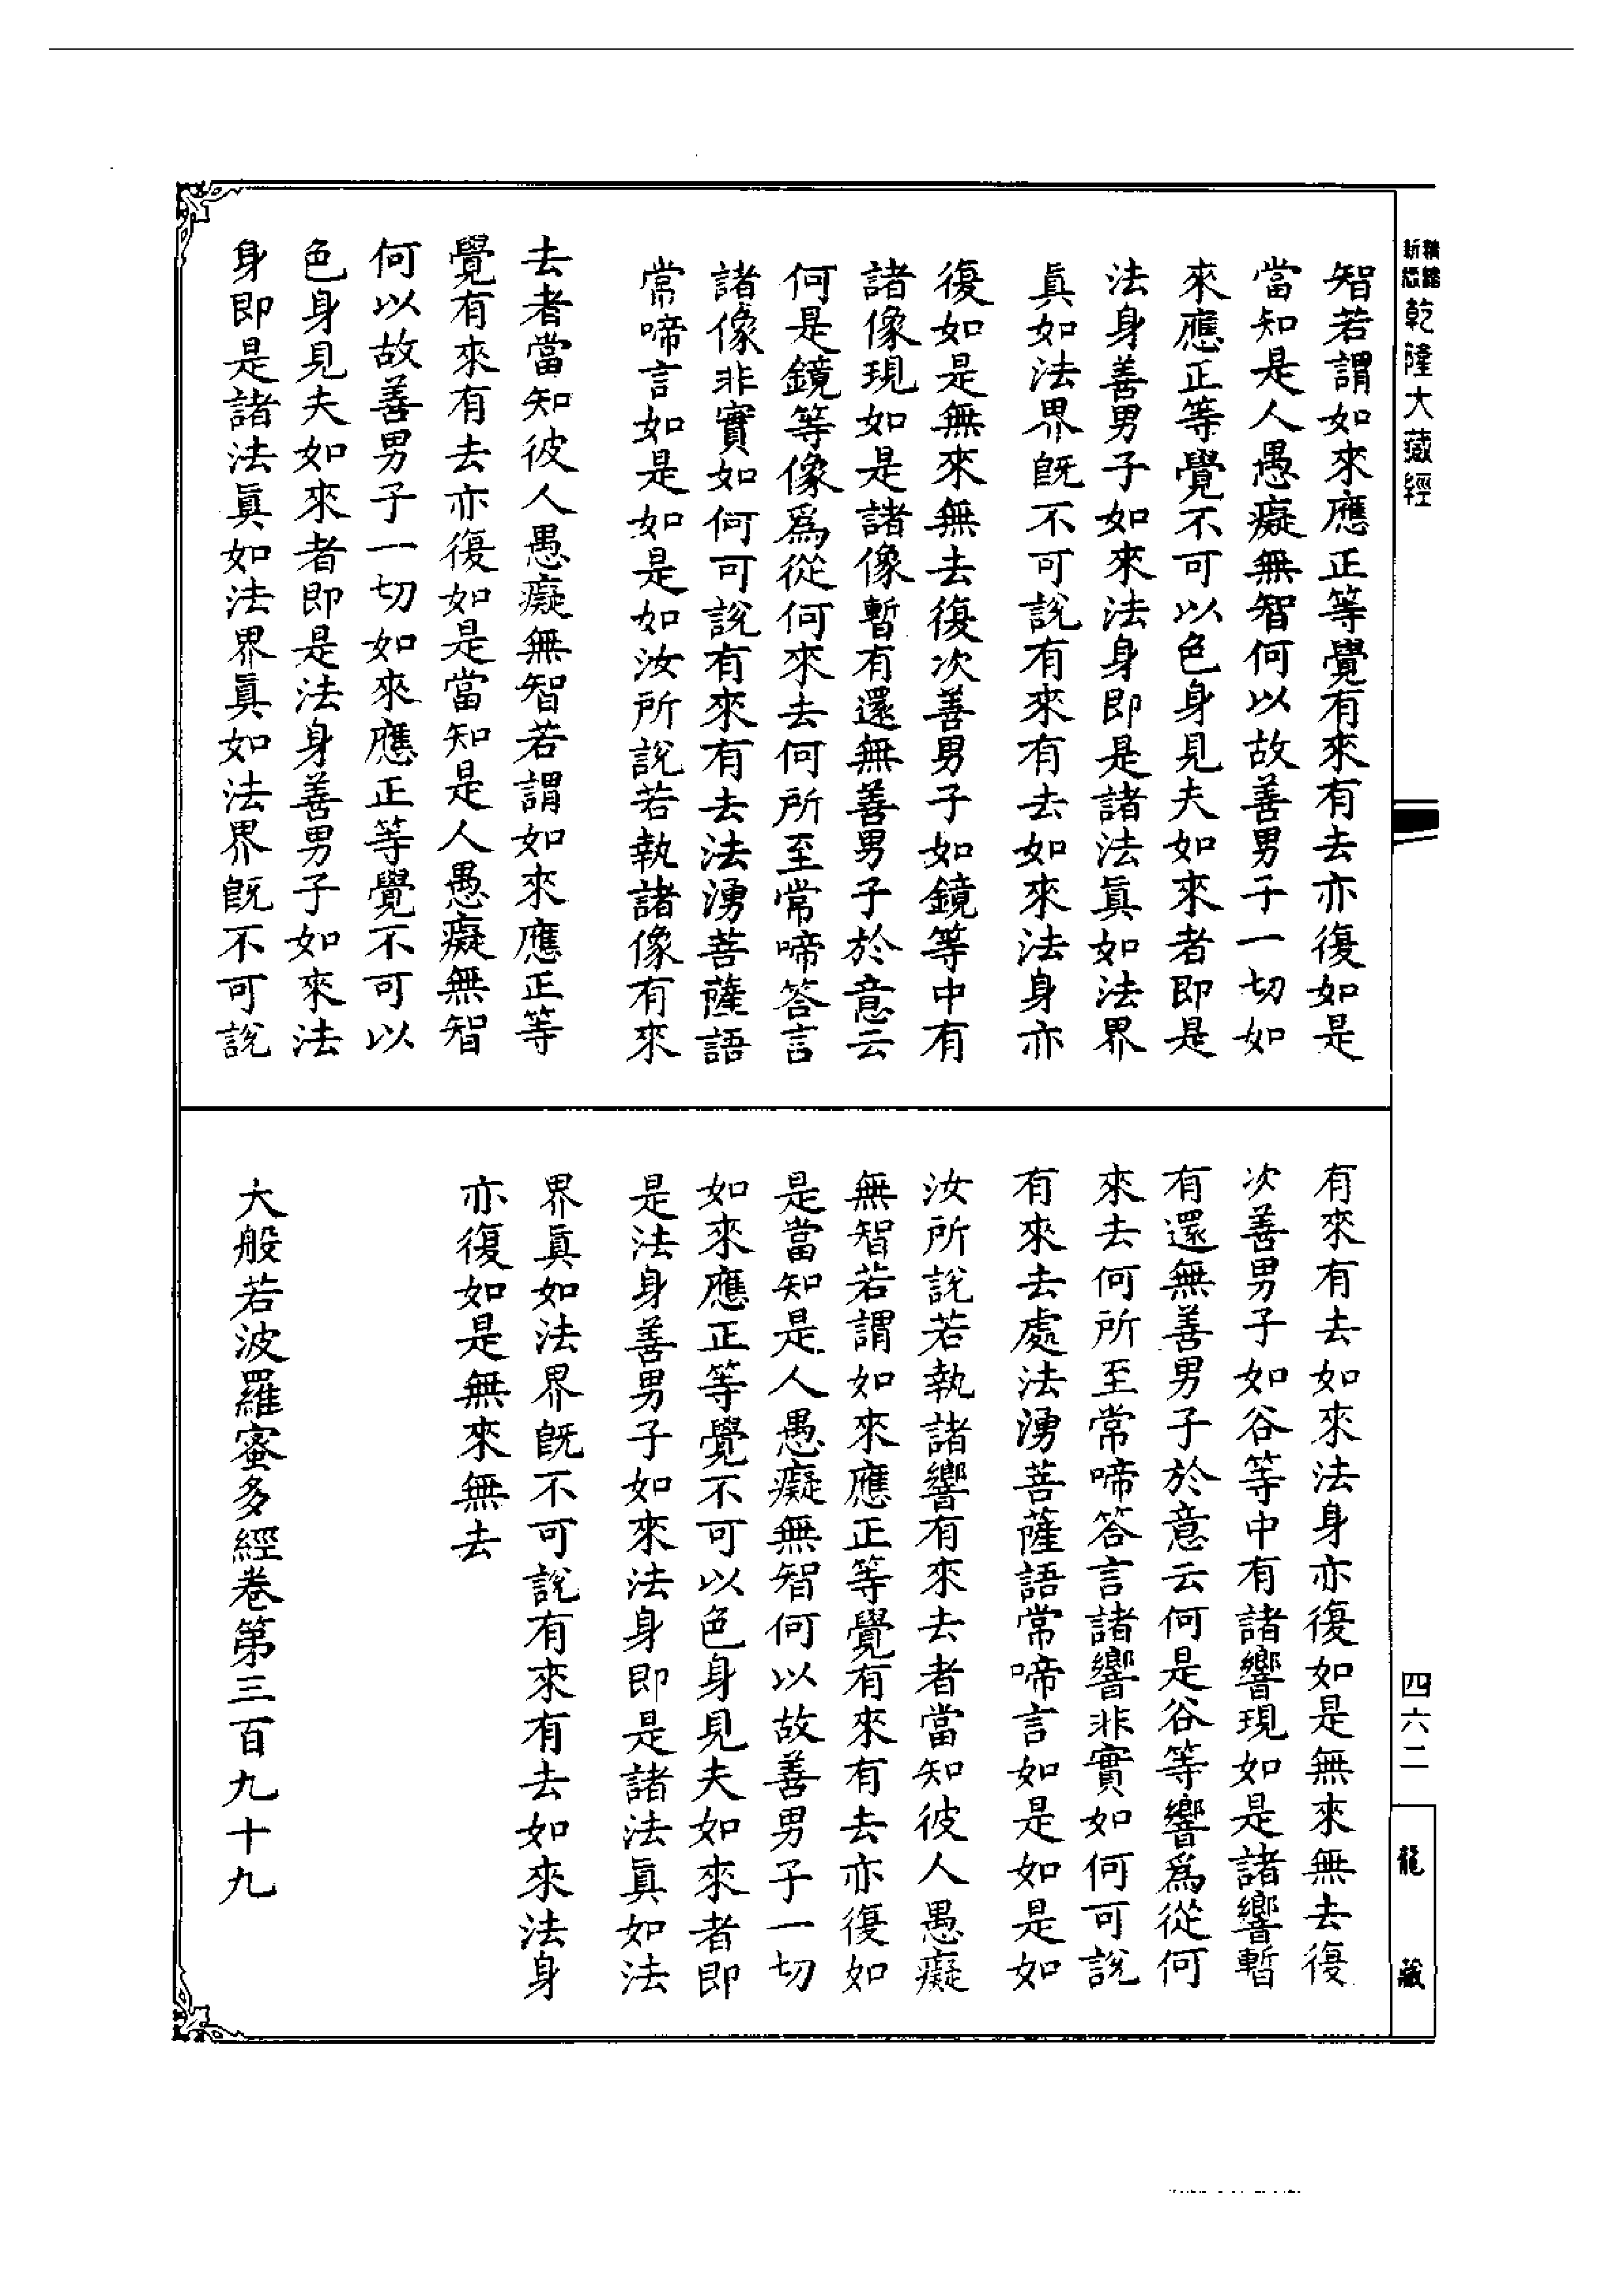 乾隆大藏經
智若謂如來應正等覺有來有去亦復如是
當知是人愚癡無智何以故善男子一切如
來應正等覺不可以色身見夫如來者即是
法身善男子如來法身即是諸法真如法界
真如法界既不可說有來有去如來法身亦
復如是無來無去復次善男子如鏡等中有
諸像現如是諸像暫有還無善男子於意云
何是鏡等像爲從何來去何所至常啼答言
諸像非實如何可說有來有去法湧菩薩語
常啼言如是如是如汝所說若執諸像有來
去者當知彼人愚癡無智若謂如來應正等
覺有來有去亦復如是當知是人愚癡無智
何以故善男子一切如來應正等覺不可以
色身見夫如來者即是法身善男子如來法
身即是諸法真如法界真如法界既不可說
有來有去如來法身亦復如是無來無去復
次善男子如谷等中有諸響現如是諸響暫
有還無善男子於意云何是谷等響爲從何
來去何所至常啼答言諸響非實如何可說
有來去處法湧菩薩語常啼言如是如是如
汝所說若執諸響有來去者當知彼人愚癡
無智若謂如來應正等覺有來有去亦復如
是當知是人愚癡無智何以故善男子一切
如來應正等覺不可以色身見夫如來者即
是法身善男子如來法身即是諸法真如法
界真如法界既不可說有來有去如來法身
亦復如是無來無去
大般若波羅蜜多經卷第三百九十九
四六二
龍藏